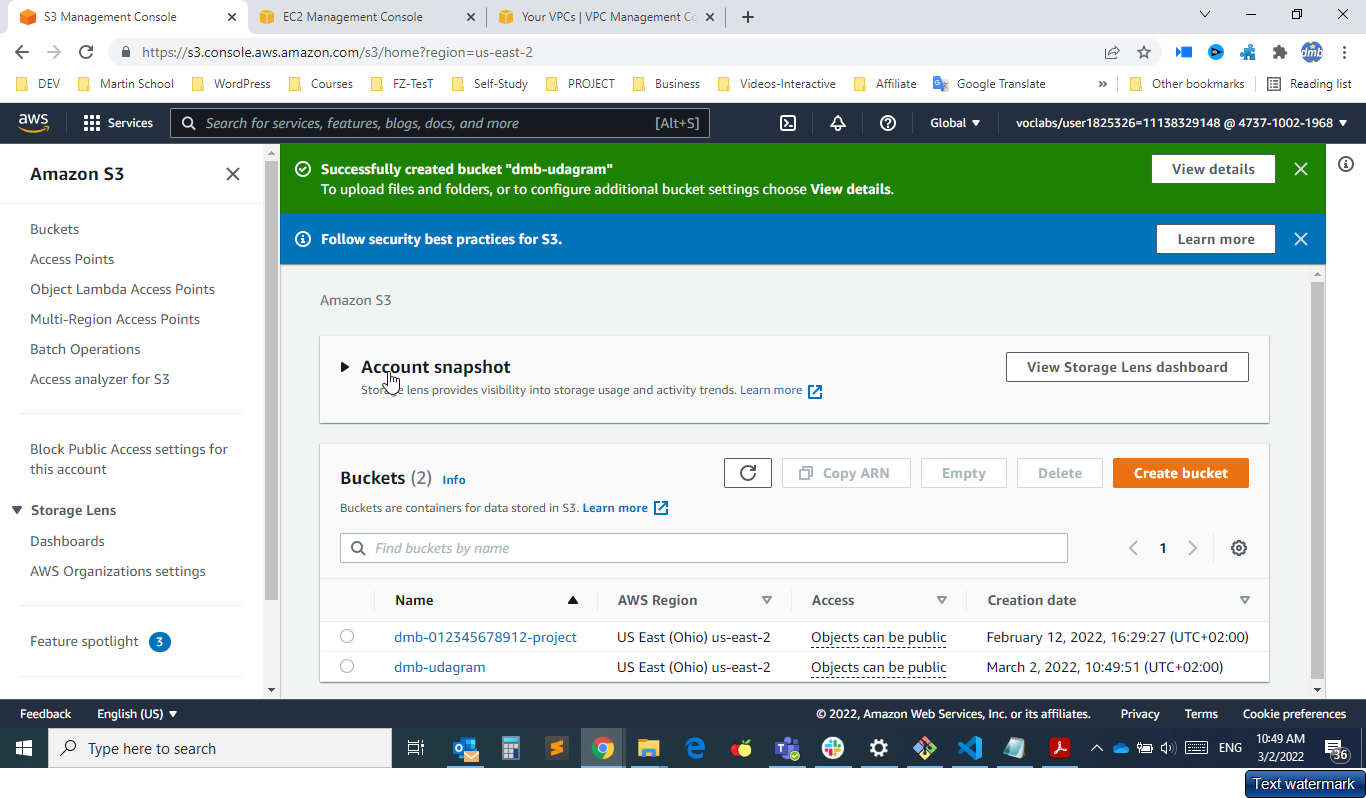 S3 Management Console
EC2 Management Console
Your VPCs | VPC Management Co
https://s3.console.aws.amazon.com/s3/home?region=us-east-2
dmb
DEV
Martin School
WordPress
Courses
FZ-TesT
Self-Study
PROJECT
Business
Videos-Interactive
Affiliate
Google Translate
»
Other bookmarks
Reading list
aws
Services
Search for services, features, blogs, docs, and more
[Alt+S]
Global
voclabs/user1825326=11138329148 @ 4737-1002-1968
Amazon S3
Buckets
Access Points
Object Lambda Access Points
Multi-Region Access Points
Batch Operations
Access analyzer for S3
Block Public Access settings for
this account
Storage Lens
Dashboards
AWS Organizations settings
Feature spotlight 3
Successfully created bucket "dmb-udagram"
To upload files and folders, or to configure additional bucket settings choose View details.
View details
Follow security best practices for S3.
Learn more
Amazon S3
Account snapshot
Storage lens provides visibility into storage usage and activity trends. Learn more
View Storage Lens dashboard
Buckets (2) Info
Copy ARN
Empty
Delete
Create bucket
Buckets are containers for data stored in S3. Learn more
Find buckets by name
1
Name AWS Region Access Creation date
dmb-012345678912-project US East (Ohio) us-east-2 Objects can be public February 12, 2022, 16:29:27 (UTC+02:00)
dmb-udagram US East (Ohio) us-east-2 Objects can be public March 2, 2022, 10:49:51 (UTC+02:00)
Feedback
English (US)
© 2022, Amazon Web Services, Inc. or its affiliates.
Privacy
Terms
Cookie preferences
Type here to search
ENG
10:49 AM
3/2/2022
36
Text watermark